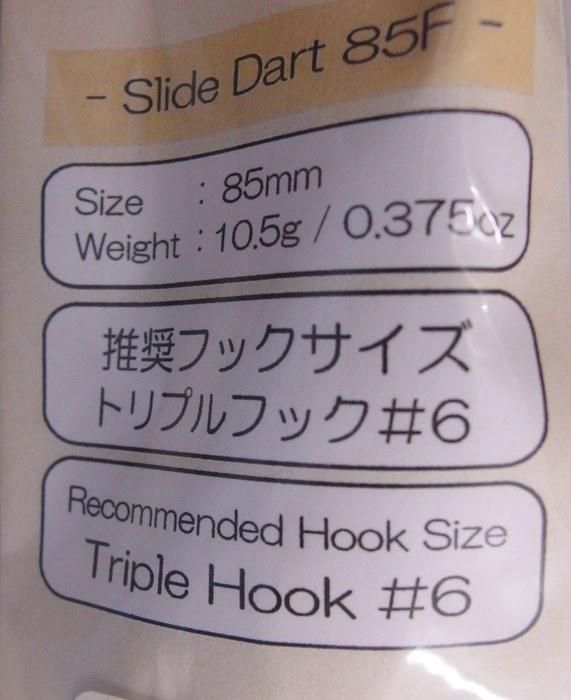 - Slide Dart 85F -
Size : 85mm
Weight : 10.5g / 0.375oz
推奨フックサイズ
トリプルフック#6
Recommended Hook Size
Triple Hook #6